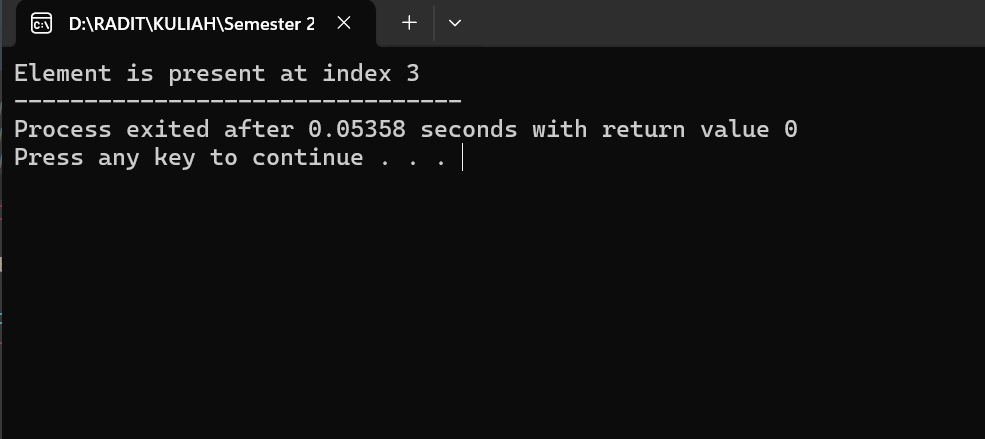 D:\RADIT\KULIAH\Semester 2
Element is present at index 3
--------------------------------
Process exited after 0.05358 seconds with return value 0
Press any key to continue . . .